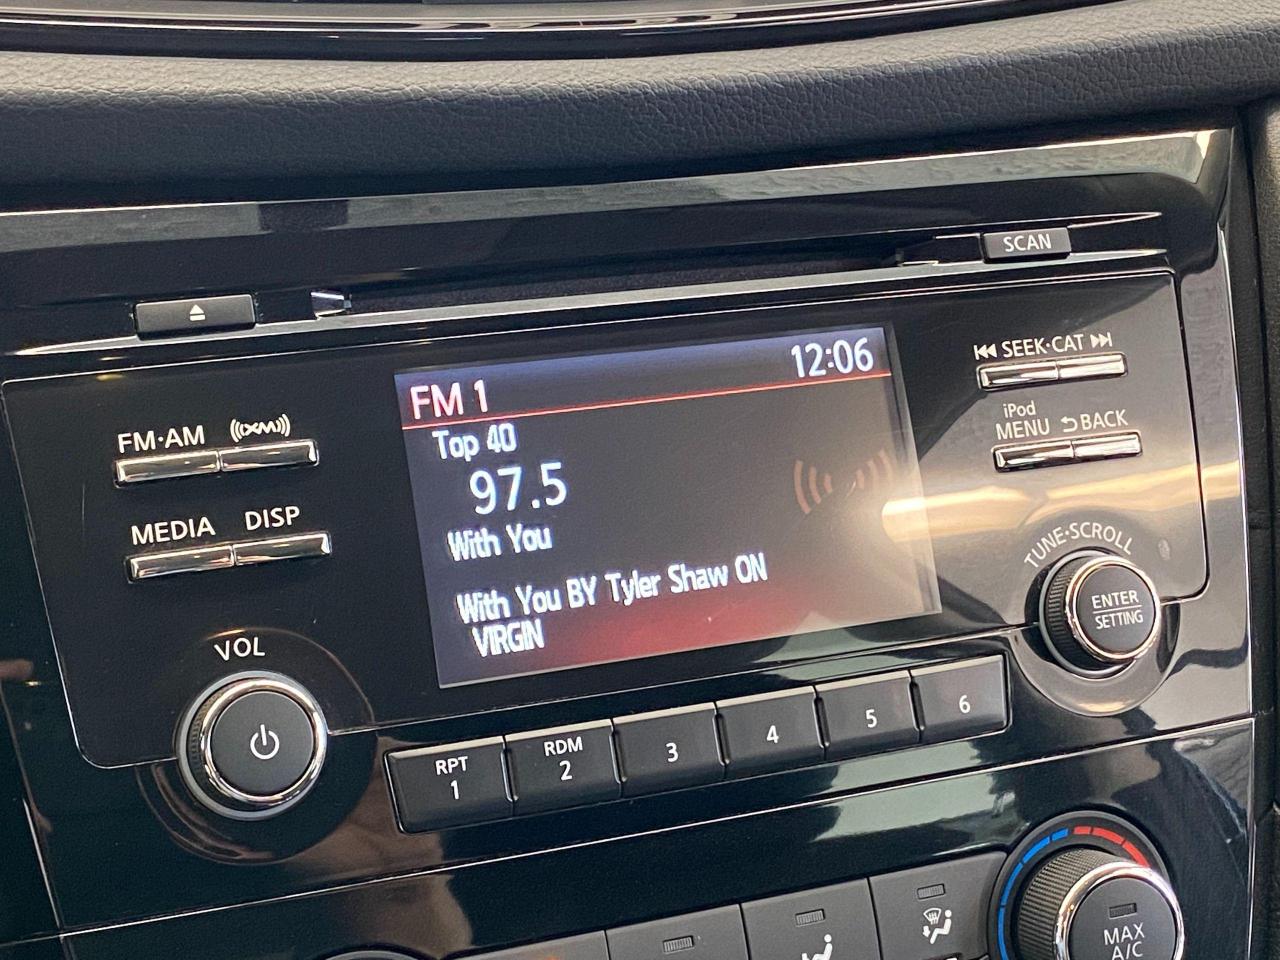 SCAN
SEEK·CAT
12:06
FM 1
iPod
MENU BACK
FM·AM ((XM))
Top 40
97.5
MEDIA DISP
With You
TUNE·SCROLL
With You BY Tyler Shaw ON
VIRGIN
ENTER
SETTING
VOL
RPT
1
RDM
2
3
4
5
6
MAX
A/C